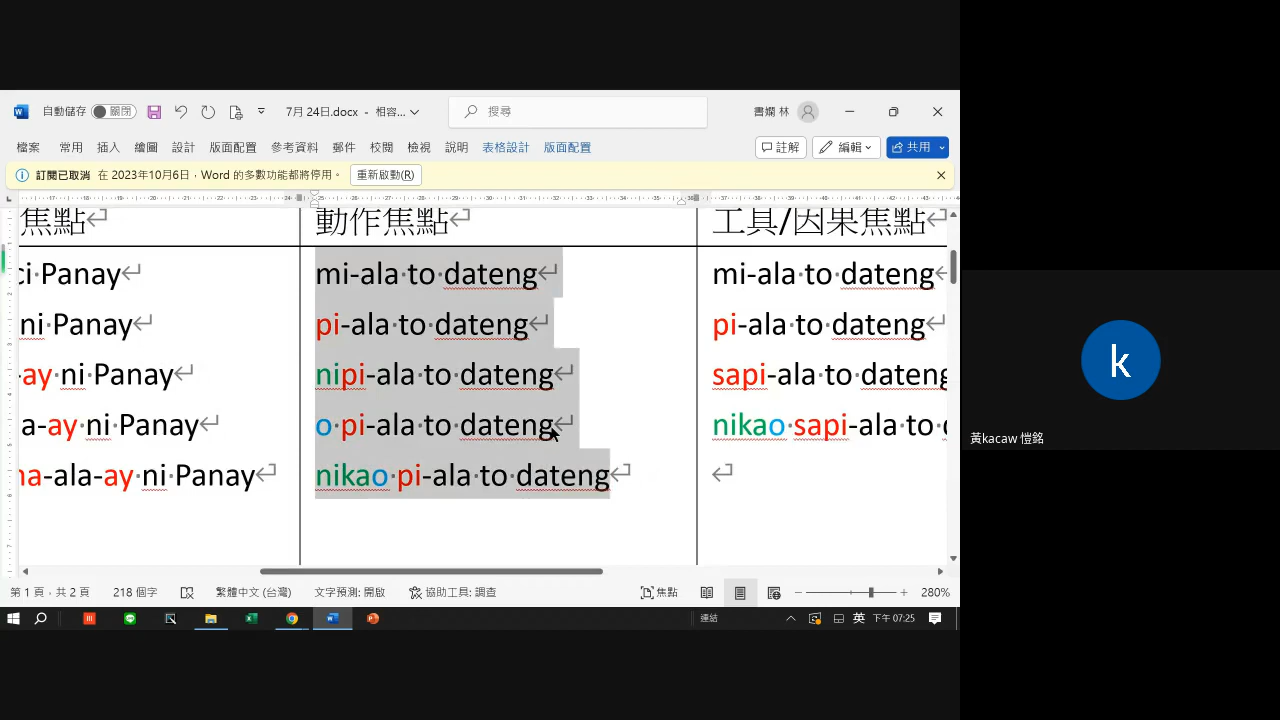 自動儲存 關閉 7月 24日.docx - 相容... 搜尋 書嫻 林
檔案 常用 插入 繪圖 設計 版面配置 參考資料 郵件 校閱 檢視 說明 表格設計 版面配置 註解 編輯 共用
訂閱已取消 在 2023年10月6日,Word 的多數功能都將停用。 重新啟動(R)
焦點 動作焦點 工具/因果焦點
ci Panay mi-ala to dateng mi-ala to dateng
ni Panay pi-ala to dateng pi-ala to dateng
-ay ni Panay nipi-ala to dateng sapi-ala to dateng
a-ay ni Panay o pi-ala to dateng nikao sapi-ala to d
na-ala-ay ni Panay nikao pi-ala to dateng
第 1 頁,共 2 頁 218 個字 繁體中文 (台灣) 文字預測: 開啟 協助工具: 調查 焦點 280%
連結 英 下午 07:25
k
黃kacaw 愷銘